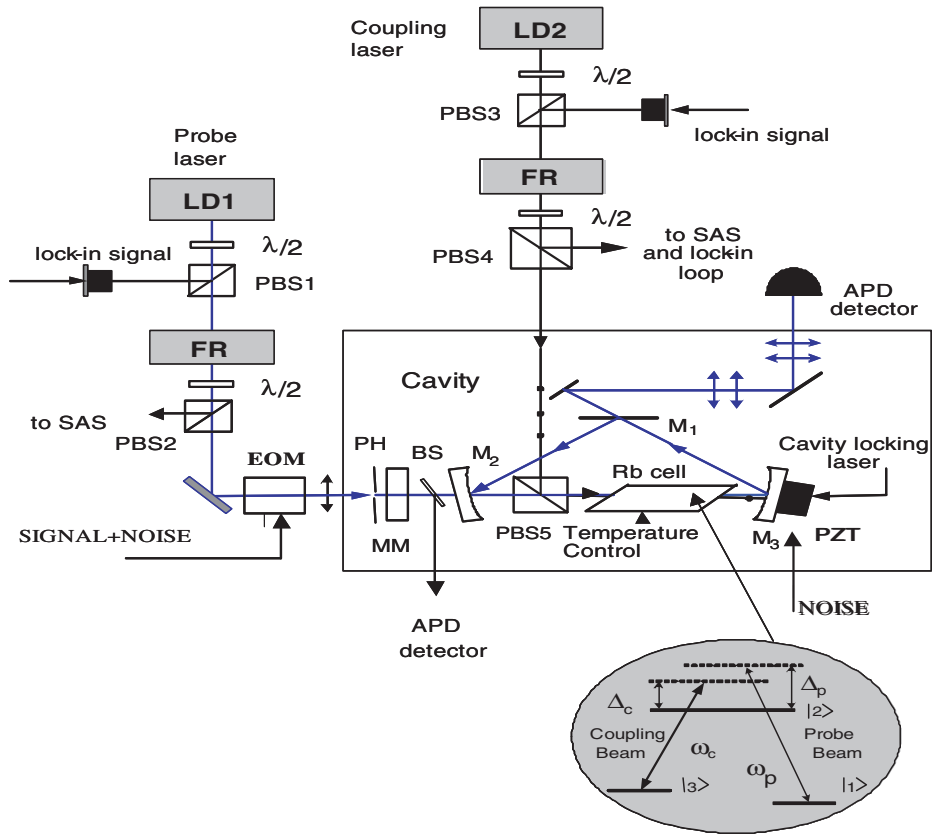 Coupling
laser
LD2
λ/2
PBS3
lock-in signal
Probe
laser
LD1
FR
λ/2
λ/2
lock-in signal
PBS1
PBS4
to SAS
and lock-in
loop
APD
detector
FR
λ/2
Cavity
to SAS
PBS2
M1
EOM
PH
BS
M2
Rb cell
Cavity locking
laser
SIGNAL+NOISE
MM
PBS5
Temperature
Control
M3
PZT
NOISE
APD
detector
Δc
Δp
|2>
Coupling
Beam
Probe
Beam
ωc
ωp
|3>
|1>